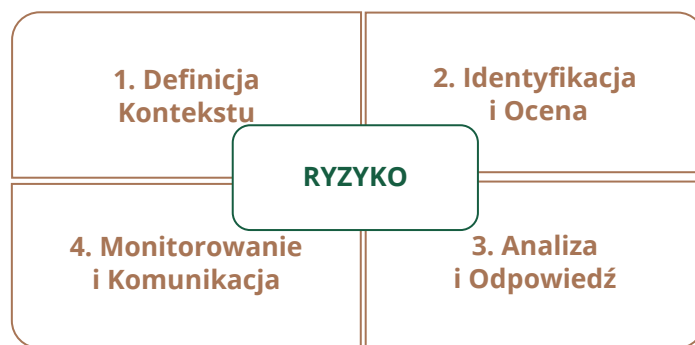 1. Definicja
Kontekstu
2. Identyfikacja
i Ocena
RYZYKO
4. Monitorowanie
i Komunikacja
3. Analiza
i Odpowiedź